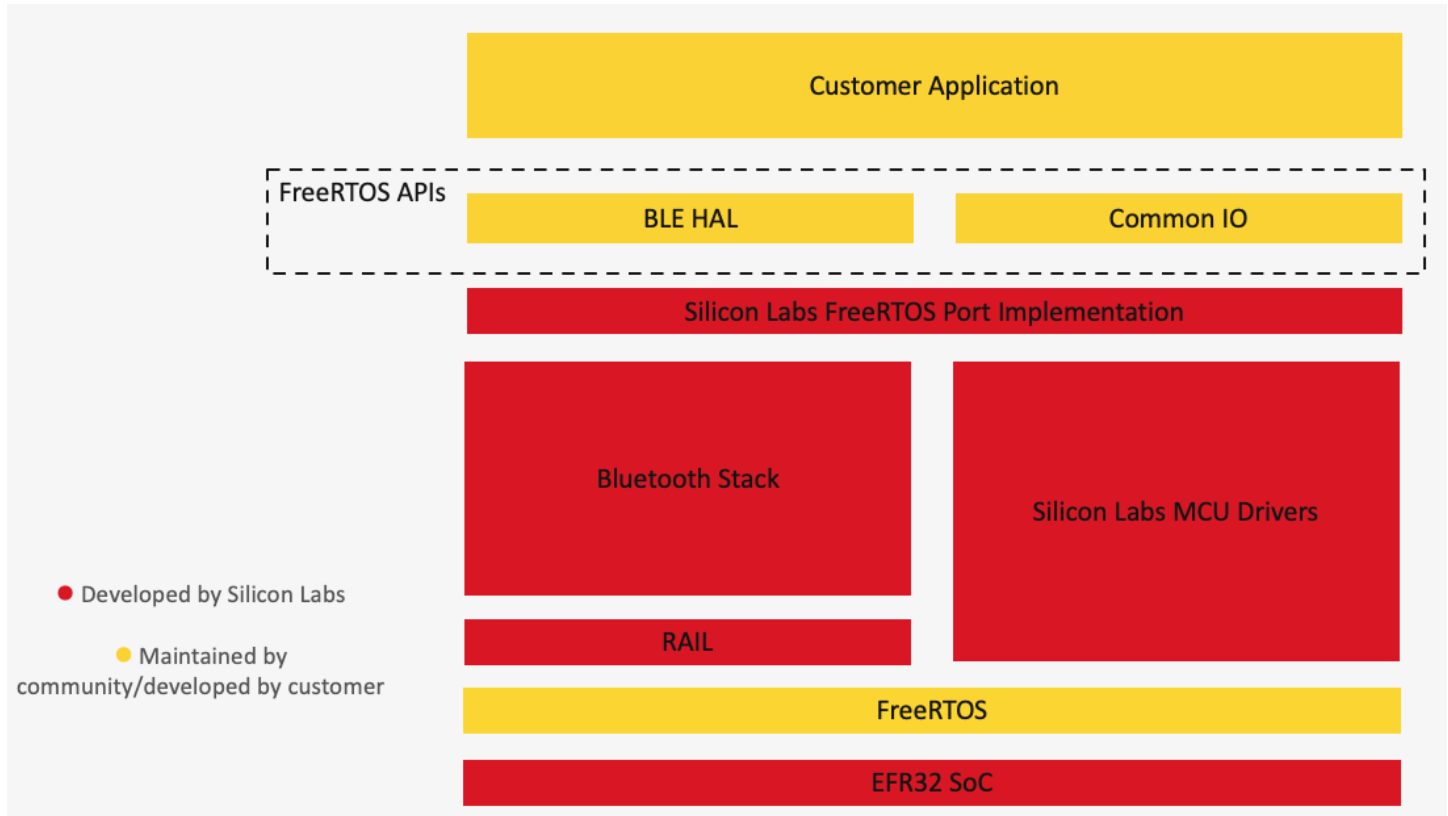 Customer Application
FreeRTOS APIs
BLE HAL
Common IO
Silicon Labs FreeRTOS Port Implementation
Bluetooth Stack
Silicon Labs MCU Drivers
RAIL
FreeRTOS
EFR32 SoC
Developed by Silicon Labs
Maintained by
community/developed by customer